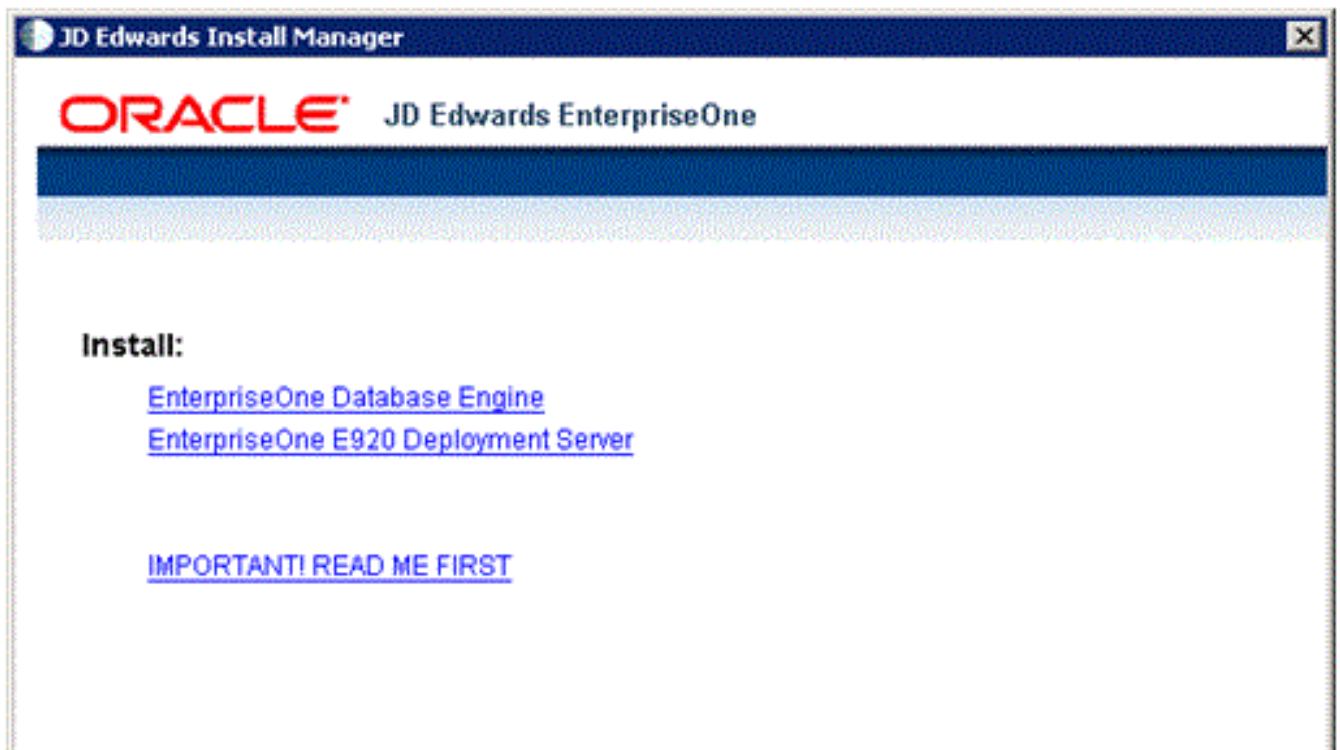 JD Edwards Install Manager
ORACLE JD Edwards EnterpriseOne
Install:
EnterpriseOne Database Engine
EnterpriseOne E920 Deployment Server
IMPORTANT! READ ME FIRST